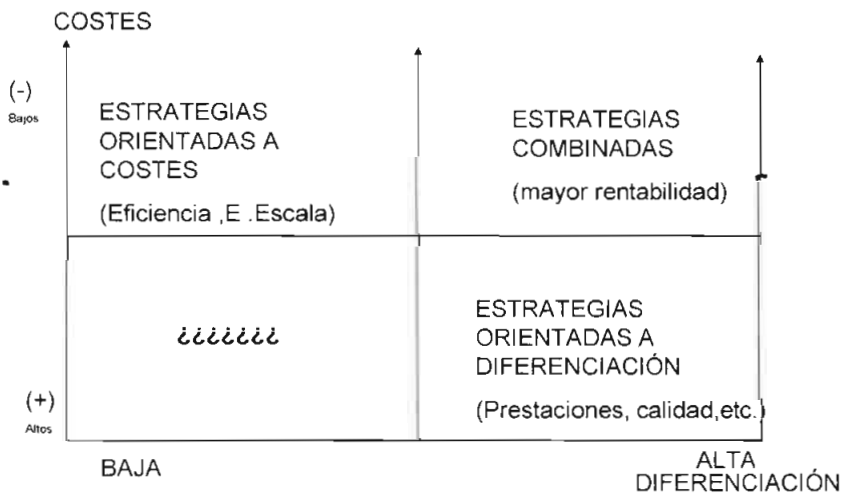 COSTES
(-)
Bajos
ESTRATEGIAS
ORIENTADAS A
COSTES
(Eficiencia ,E .Escala)
ESTRATEGIAS
COMBINADAS
(mayor rentabilidad)
¿¿¿¿¿¿¿
ESTRATEGIAS
ORIENTADAS A
DIFERENCIACIÓN
(Prestaciones, calidad,etc.)
(+)
Altos
BAJA
ALTA
DIFERENCIACIÓN